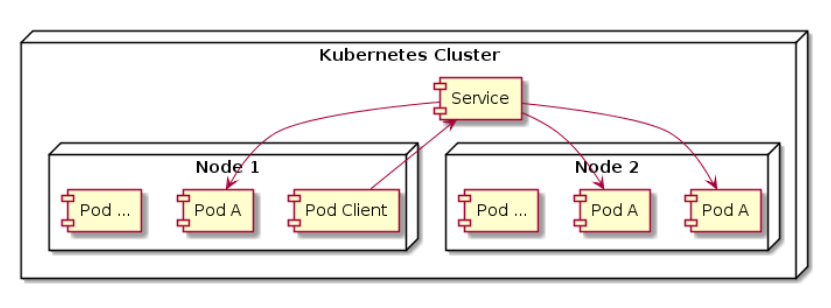 Kubernetes Cluster
Service
Node 1
Node 2
Pod ...
Pod A
Pod Client
Pod ...
Pod A
Pod A